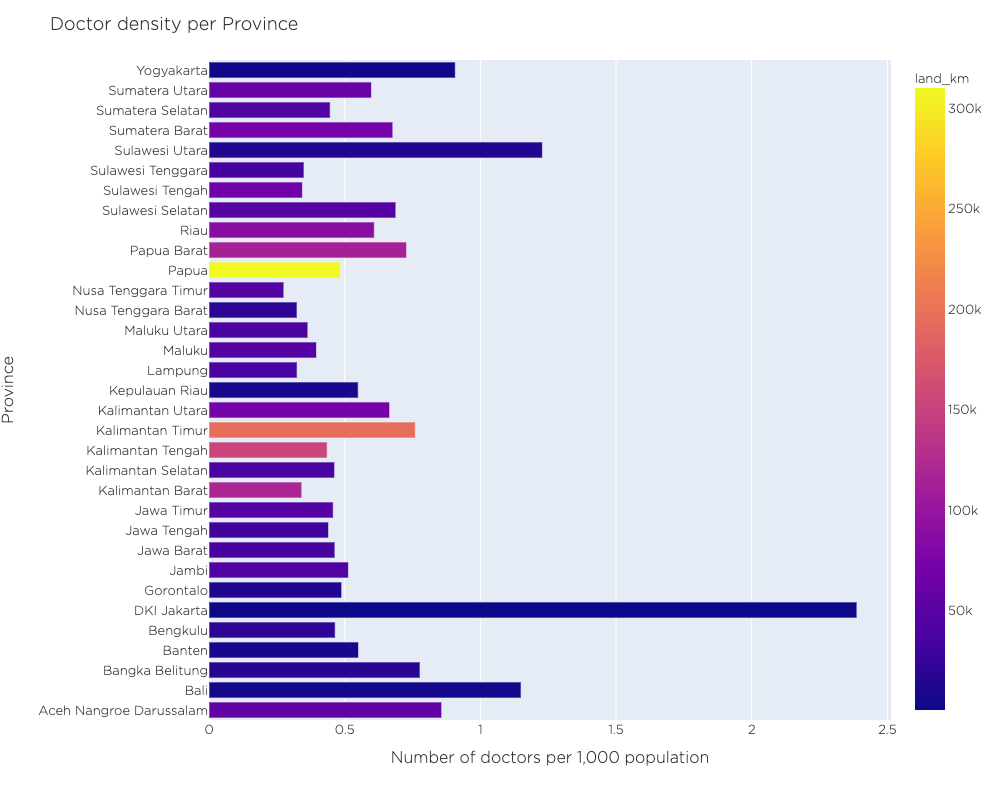 Doctor density per Province
Province
Yogyakarta
Sumatera Utara
Sumatera Selatan
Sumatera Barat
Sulawesi Utara
Sulawesi Tenggara
Sulawesi Tengah
Sulawesi Selatan
Riau
Papua Barat
Papua
Nusa Tenggara Timur
Nusa Tenggara Barat
Maluku Utara
Maluku
Lampung
Kepulauan Riau
Kalimantan Utara
Kalimantan Timur
Kalimantan Tengah
Kalimantan Selatan
Kalimantan Barat
Jawa Timur
Jawa Tengah
Jawa Barat
Jambi
Gorontalo
DKI Jakarta
Bengkulu
Banten
Bangka Belitung
Bali
Aceh Nangroe Darussalam
0 0.5 1 1.5 2 2.5
Number of doctors per 1,000 population
land_km
300k
250k
200k
150k
100k
50k